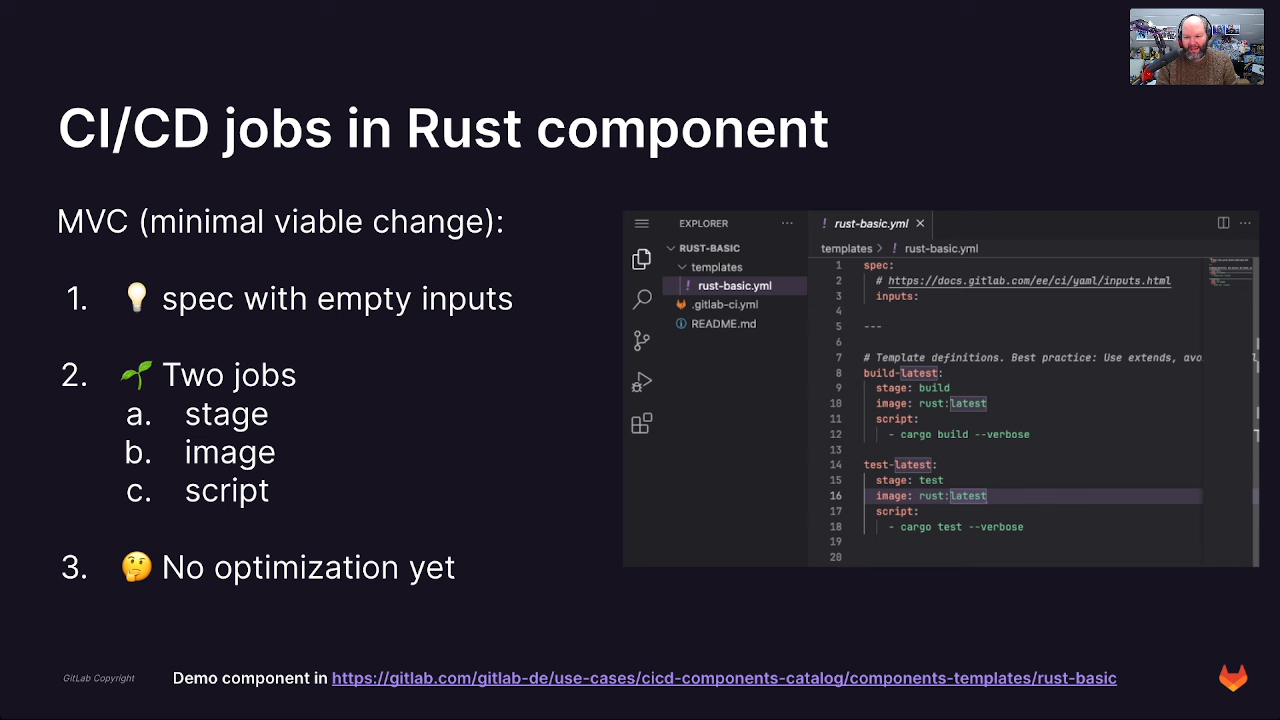 CI/CD jobs in Rust component
MVC (minimal viable change):
1. 💡 spec with empty inputs
2. 🌱 Two jobs
a. stage
b. image
c. script
3. 🤔 No optimization yet
EXPLORER ···
RUST-BASIC
templates
! rust-basic.yml
.gitlab-ci.yml
README.md
! rust-basic.yml ×
templates > ! rust-basic.yml
1 spec:
2 # https://docs.gitlab.com/ee/ci/yaml/inputs.html
3 inputs:
4
5 ---
6
7 # Template definitions. Best practice: Use extends, avo
8 build-latest:
9 stage: build
10 image: rust:latest
11 script:
12 - cargo build --verbose
13
14 test-latest:
15 stage: test
16 image: rust:latest
17 script:
18 - cargo test --verbose
19
20
GitLab Copyright
Demo component in https://gitlab.com/gitlab-de/use-cases/cicd-components-catalog/components-templates/rust-basic